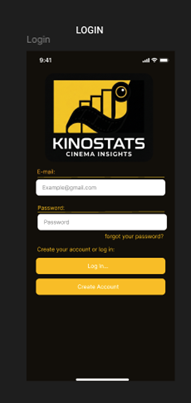 LOGIN
Login
9:41
KINOSTATS
CINEMA INSIGHTS
E-mail:
Example@gmail.com
Password:
Password
forgot your password?
Create your account or log in:
Log in...
Create Account